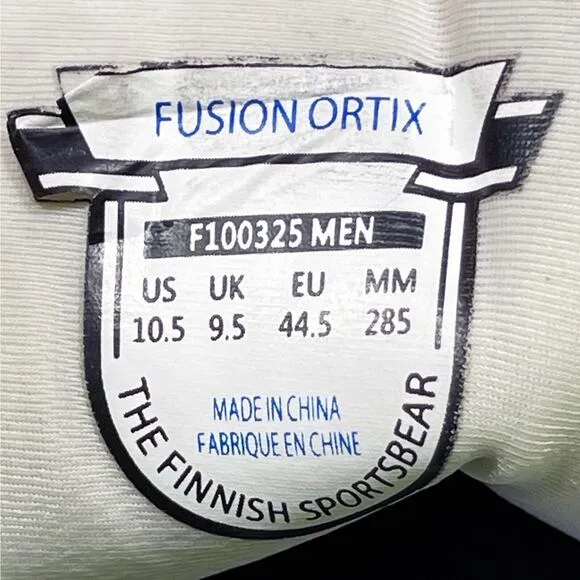 FUSION ORTIX
F100325 MEN
US UK EU MM
10.5 9.5 44.5 285
MADE IN CHINA
FABRIQUE EN CHINE
THE FINNISH SPORTSBEAR